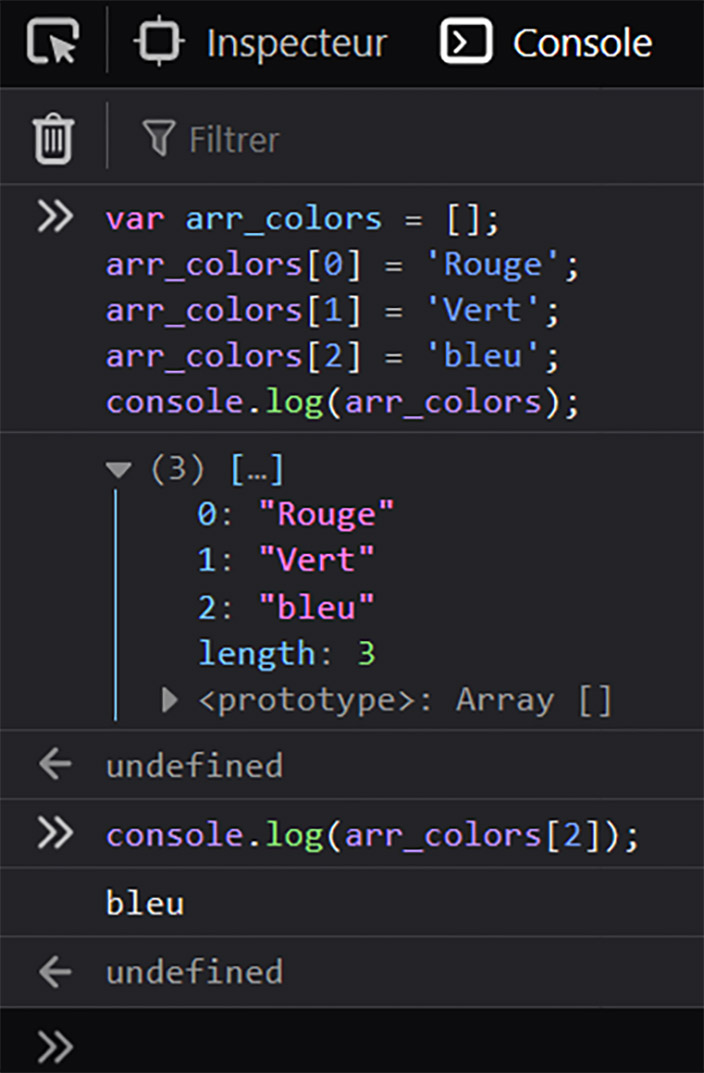 Inspecteur Console
Filtrer
var arr_colors = [];
arr_colors[0] = 'Rouge';
arr_colors[1] = 'Vert';
arr_colors[2] = 'bleu';
console.log(arr_colors);
(3) […]
0: "Rouge"
1: "Vert"
2: "bleu"
length: 3
<prototype>: Array []
undefined
console.log(arr_colors[2]);
bleu
undefined